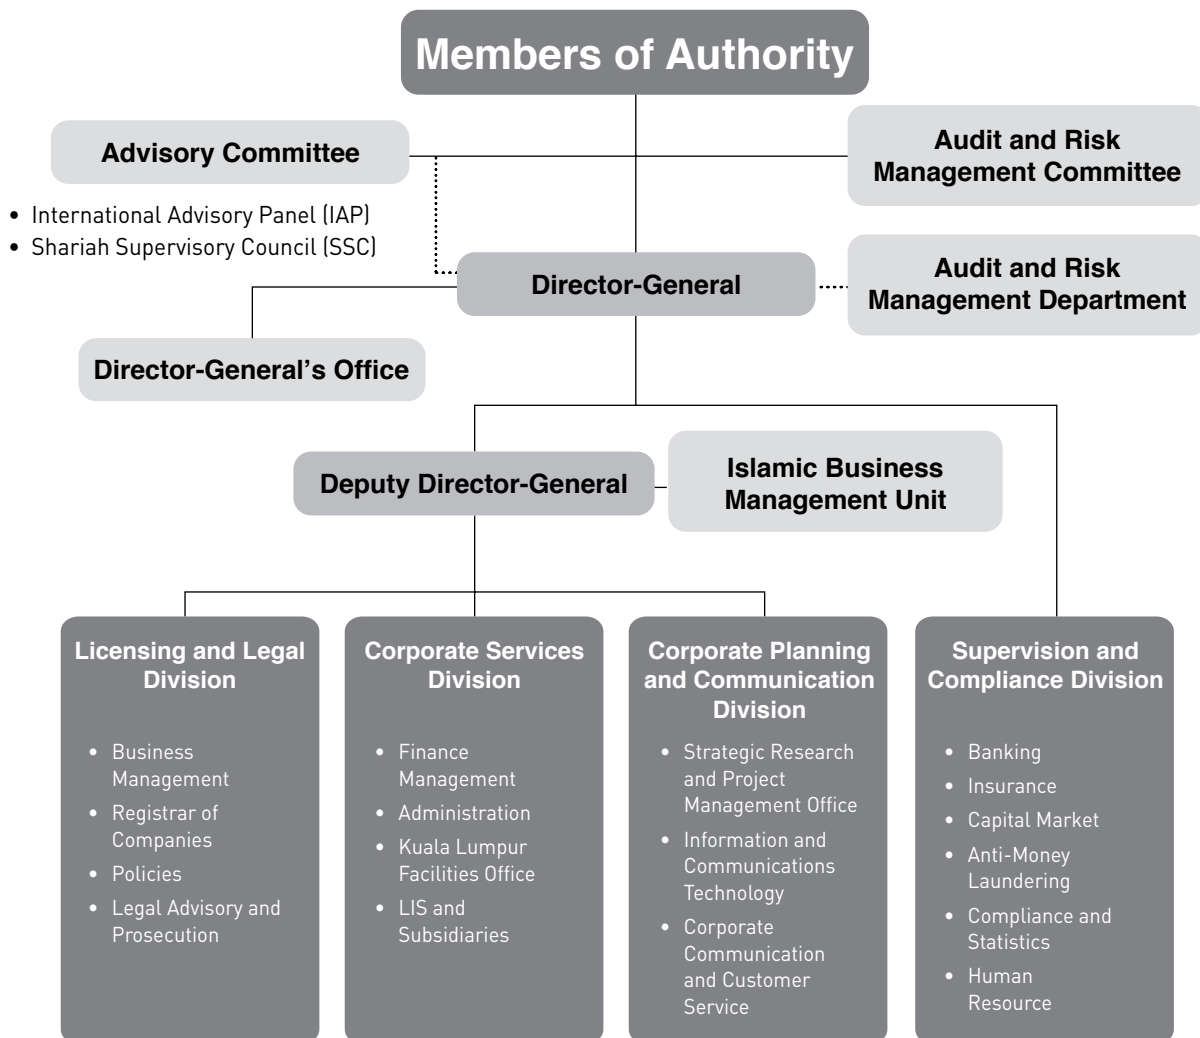 Members of Authority
Advisory Committee
• International Advisory Panel (IAP)
• Shariah Supervisory Council (SSC)
Audit and Risk
Management Committee
Director-General
Audit and Risk
Management Department
Director-General’s Office
Deputy Director-General
Islamic Business
Management Unit
Licensing and Legal
Division
• Business
Management
• Registrar of
Companies
• Policies
• Legal Advisory and
Prosecution
Corporate Services
Division
• Finance
Management
• Administration
• Kuala Lumpur
Facilities Office
• LIS and
Subsidiaries
Corporate Planning
and Communication
Division
• Strategic Research
and Project
Management Office
• Information and
Communications
Technology
• Corporate
Communication
and Customer
Service
Supervision and
Compliance Division
• Banking
• Insurance
• Capital Market
• Anti-Money
Laundering
• Compliance and
Statistics
• Human
Resource